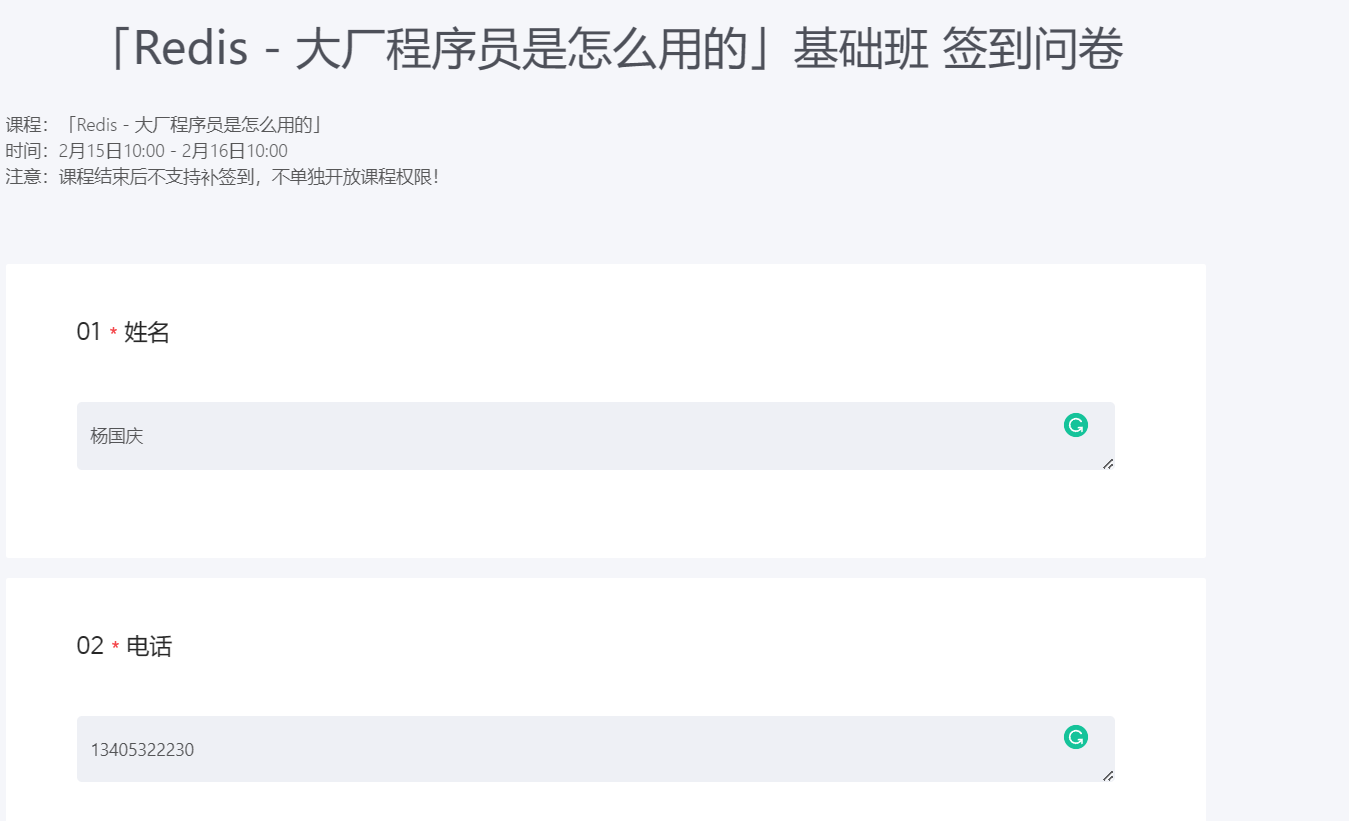 「Redis - 大厂程序员是怎么用的」基础班 签到问卷
课程：「Redis - 大厂程序员是怎么用的」
时间：2月15日10:00 - 2月16日10:00
注意：课程结束后不支持补签到，不单独开放课程权限！
01 * 姓名
杨国庆
02 * 电话
13405322230